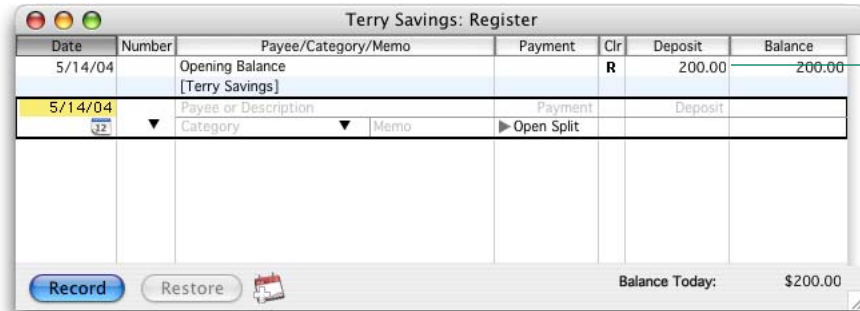 Terry Savings: Register
Date Number Payee/Category/Memo Payment Clr Deposit Balance
5/14/04 Opening Balance R 200.00 200.00
[Terry Savings]
5/14/04 Payee or Description Payment Deposit
12 Category Memo Open Split
Record Restore Balance Today: $200.00